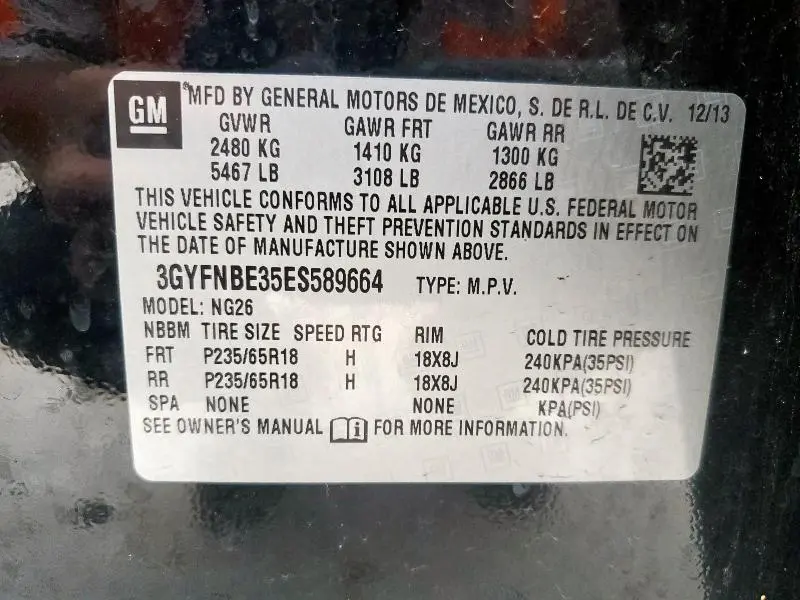 GM
*MFD BY GENERAL MOTORS DE MEXICO, S. DE R.L. DE C.V. 12/13
GVWR GAWR FRT GAWR RR
2480 KG 1410 KG 1300 KG
5467 LB 3108 LB 2866 LB
THIS VEHICLE CONFORMS TO ALL APPLICABLE U.S. FEDERAL MOTOR
VEHICLE SAFETY AND THEFT PREVENTION STANDARDS IN EFFECT ON
THE DATE OF MANUFACTURE SHOWN ABOVE.
3GYFNBE35ES589664 TYPE: M.P.V.
MODEL: NG26
NBBM TIRE SIZE SPEED RTG RIM COLD TIRE PRESSURE
FRT P235/65R18 H 18X8J 240KPA(35PSI)
RR P235/65R18 H 18X8J 240KPA(35PSI)
SPA NONE NONE KPA(PSI)
SEE OWNER'S MANUAL i FOR MORE INFORMATION.